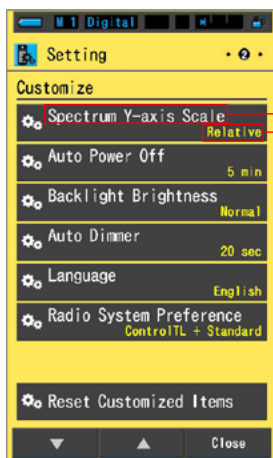 M 1 Digital
Setting
Customize
Spectrum Y-axis Scale
Relative
Auto Power Off
5 min
Backlight Brightness
Normal
Auto Dimmer
20 sec
Language
English
Radio System Preference
ControlTL + Standard
Reset Customized Items
Close